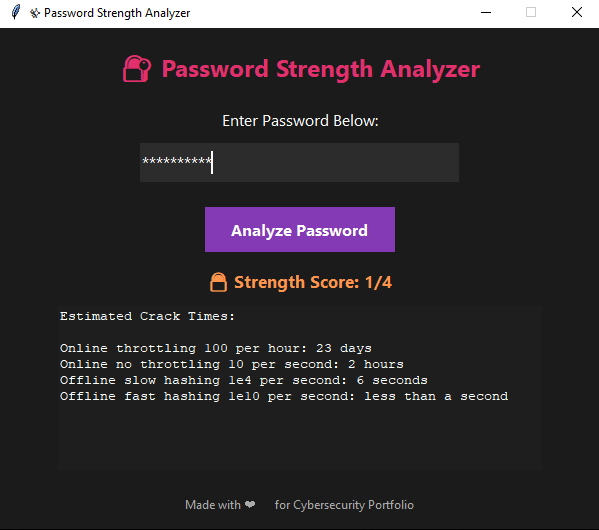 Password Strength Analyzer
Password Strength Analyzer
Enter Password Below:
**********
Analyze Password
Strength Score: 1/4
Estimated Crack Times:
Online throttling 100 per hour: 23 days
Online no throttling 10 per second: 2 hours
Offline slow hashing 1e4 per second: 6 seconds
Offline fast hashing 1e10 per second: less than a second
Made with ❤ for Cybersecurity Portfolio